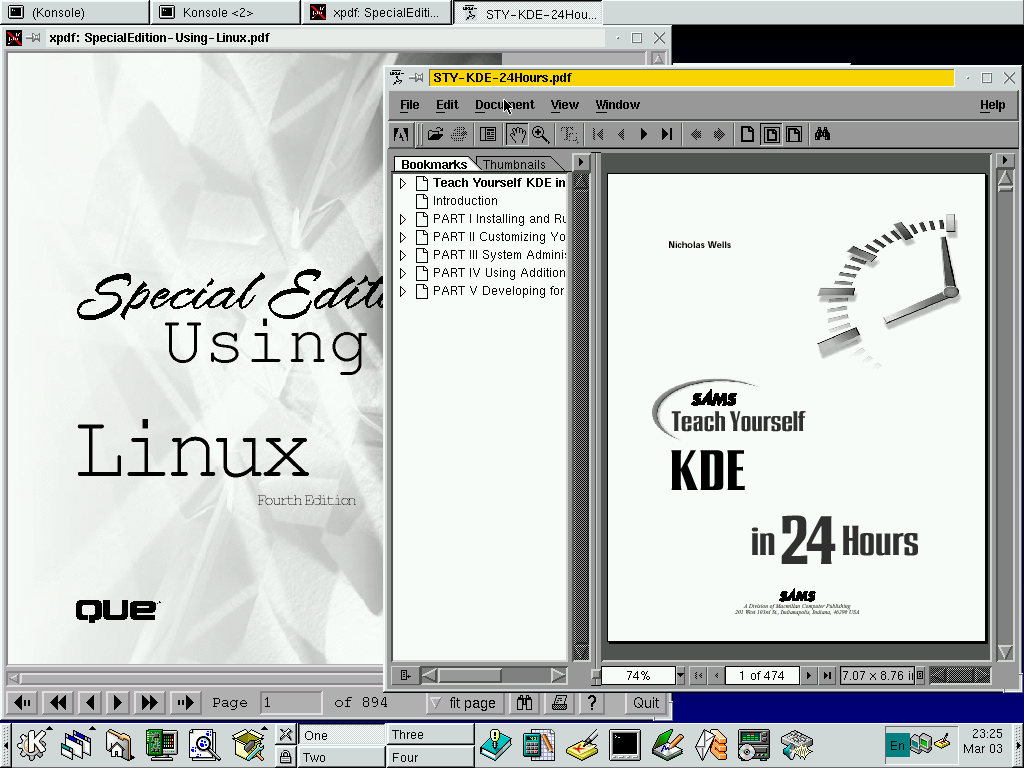 (Konsole)
Konsole <2>
xpdf: SpecialEditi...
STY-KDE-24Hou...
xpdf: SpecialEdition-Using-Linux.pdf
Special Edit
Using
Linux
Fourth Edition
QUE
Page 1 of 894
fit page
?
Quit
STY-KDE-24Hours.pdf
File Edit Document View Window Help
Bookmarks Thumbnails
Teach Yourself KDE in
Introduction
PART I Installing and Ru
PART II Customizing Yo
PART III System Adminis
PART IV Using Addition
PART V Developing for
Nicholas Wells
SAMS
Teach Yourself
KDE
in 24 Hours
SAMS
A Division of Macmillan Computer Publishing
201 West 103rd St., Indianapolis, Indiana, 46290 USA
74%
1 of 474
7.07 x 8.76 in
One
Two
Three
Four
En
23:25
Mar 03